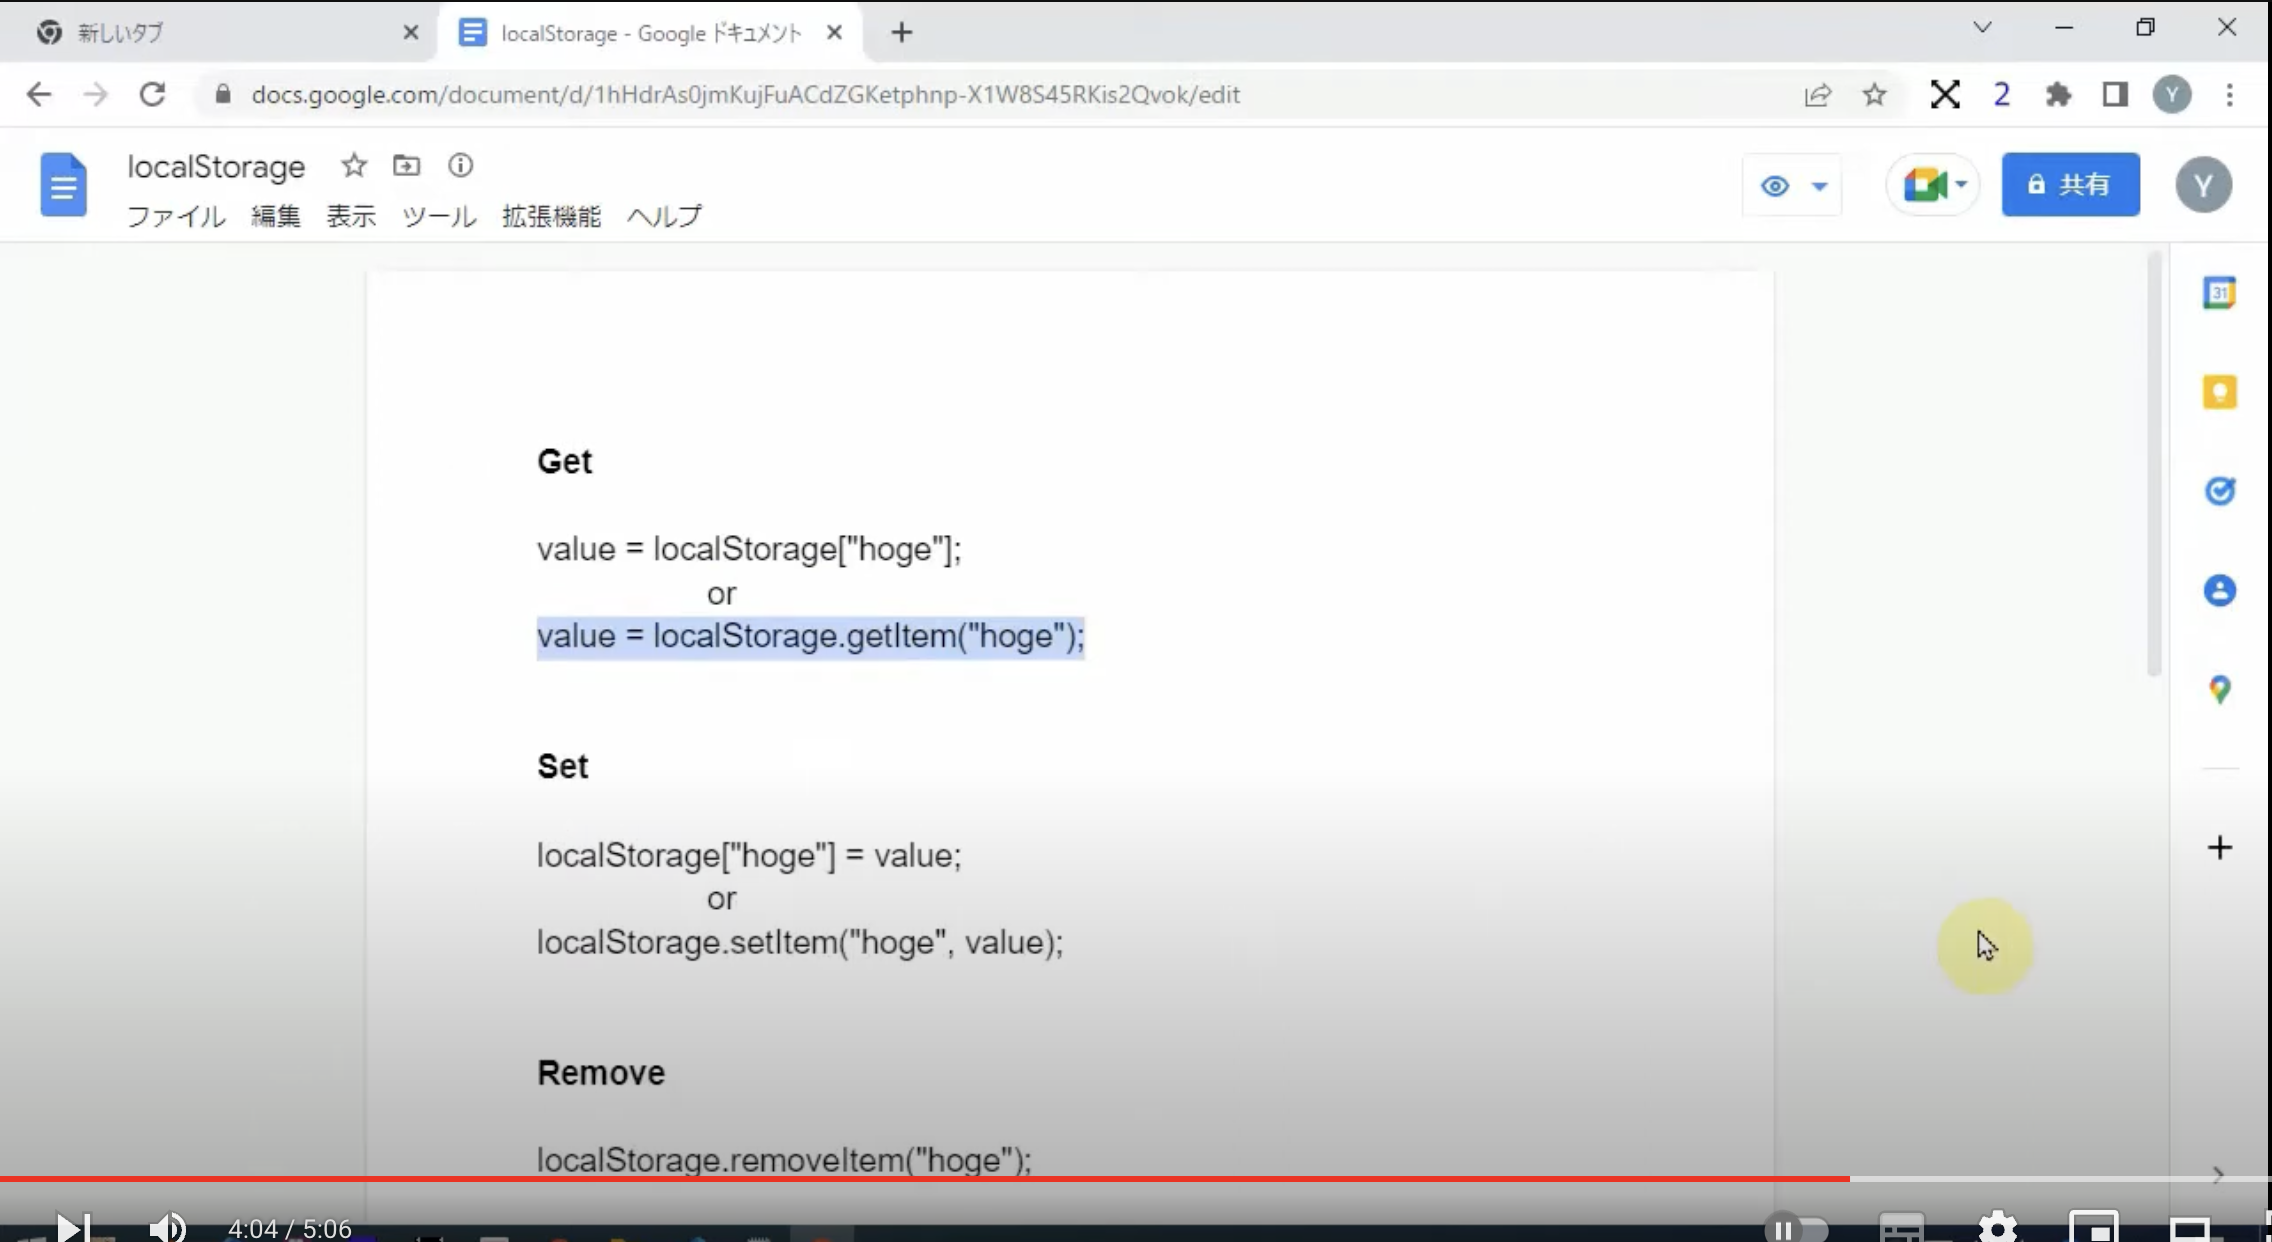 新しいタブ
localStorage - Google ドキュメント
docs.google.com/document/d/1hHdrAs0jmKujFuACdZGKetphnp-X1W8S45RKis2Qvok/edit
2
Y
localStorage
共有
Y
ファイル 編集 表示 ツール 拡張機能 ヘルプ
31
Get
value = localStorage["hoge"];
or
value = localStorage.getItem("hoge");
Set
localStorage["hoge"] = value;
or
localStorage.setItem("hoge", value);
Remove
localStorage.removeItem("hoge");
4:04 / 5:06